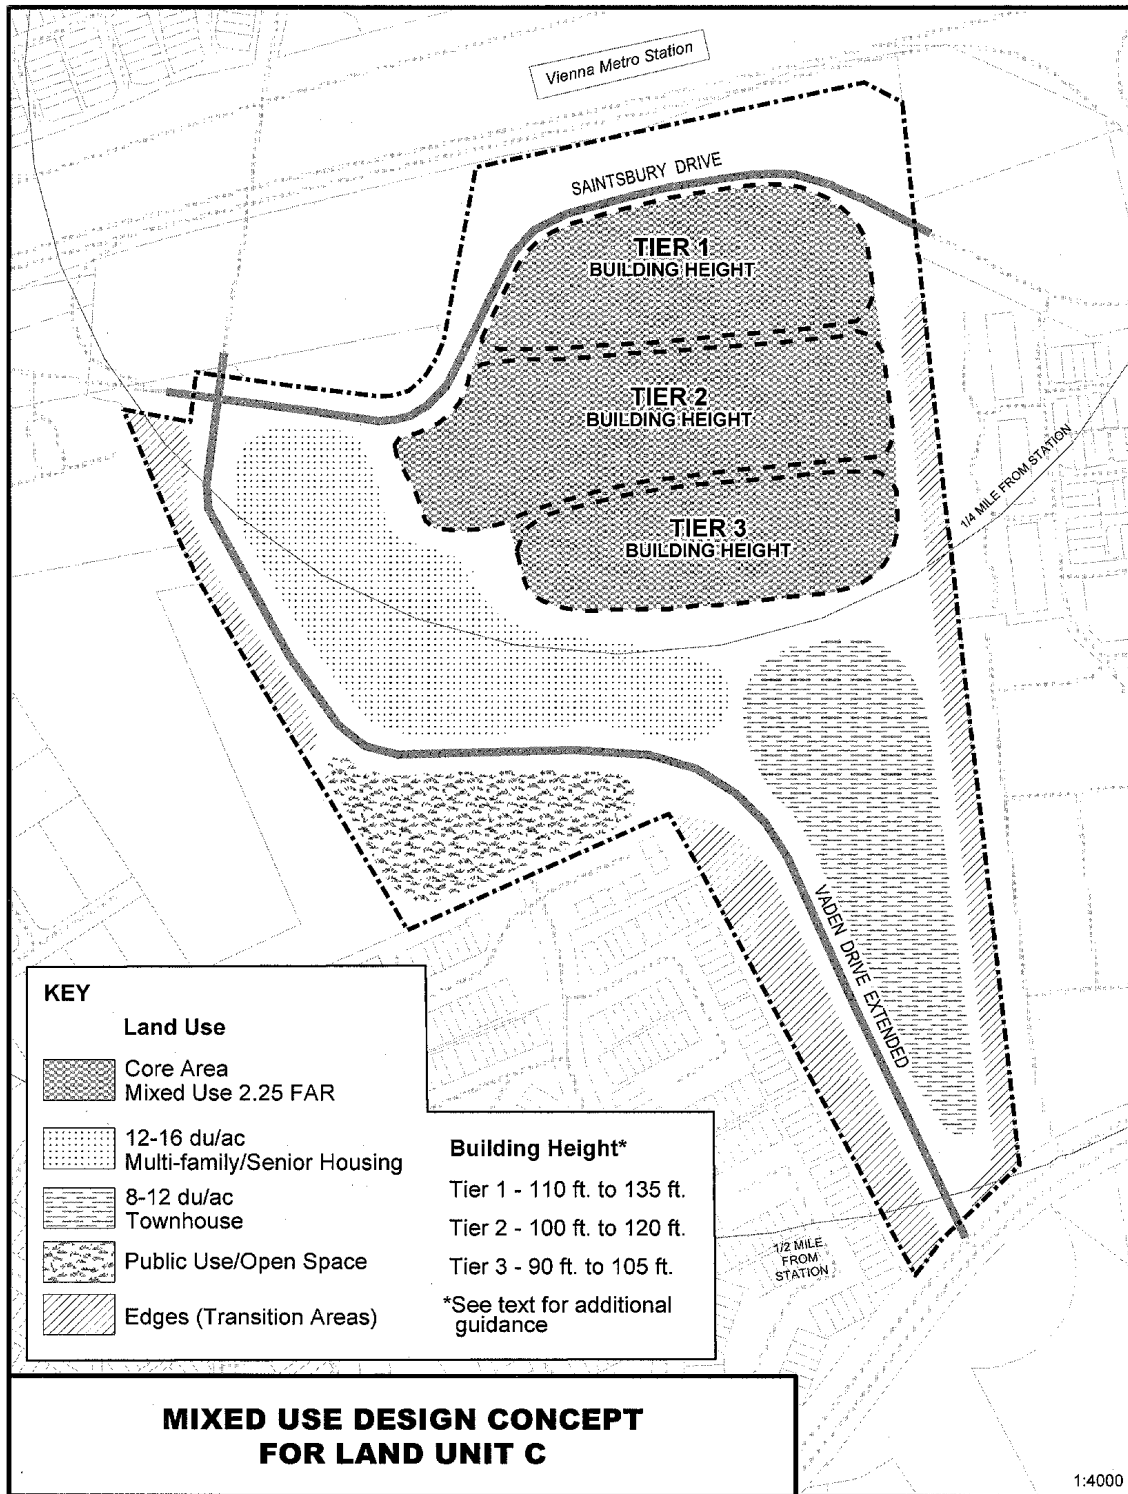 Vienna Metro Station
SAINTSBURY DRIVE
TIER 1
BUILDING HEIGHT
TIER 2
BUILDING HEIGHT
1/4 MILE FROM STATION
TIER 3
BUILDING HEIGHT
VADEN DRIVE EXTENDED
KEY
Land Use
Core Area
Mixed Use 2.25 FAR
12-16 du/ac
Multi-family/Senior Housing
8-12 du/ac
Townhouse
Public Use/Open Space
Edges (Transition Areas)
Building Height*
Tier 1 - 110 ft. to 135 ft.
Tier 2 - 100 ft. to 120 ft.
Tier 3 - 90 ft. to 105 ft.
*See text for additional
guidance
1/2 MILE
FROM
STATION
MIXED USE DESIGN CONCEPT
FOR LAND UNIT C
1:4000